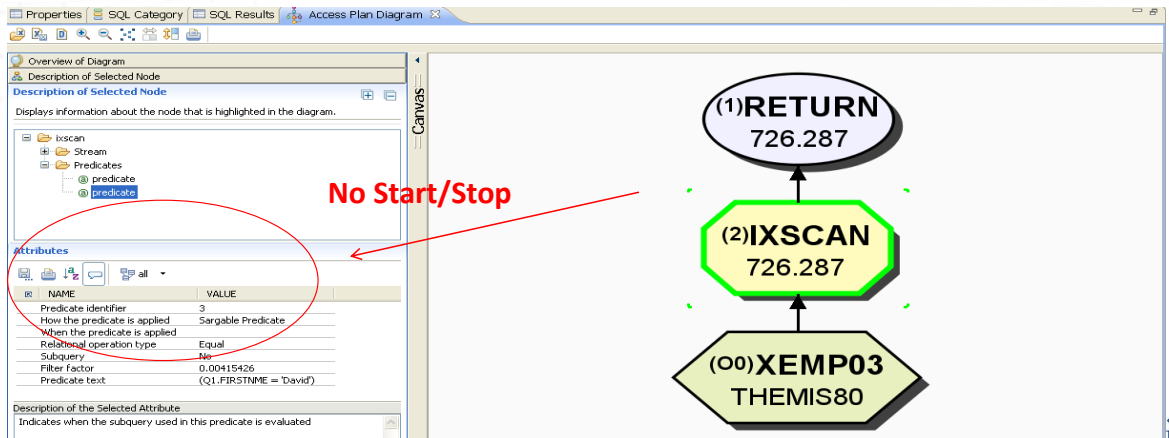 Properties SQL Category SQL Results Access Plan Diagram
Overview of Diagram
Description of Selected Node
Description of Selected Node
Displays information about the node that is highlighted in the diagram.
ixscan
Stream
Predicates
predicate
predicate
No Start/Stop
Attributes
all
NAME VALUE
Predicate identifier 3
How the predicate is applied Sargable Predicate
When the predicate is applied
Relational operation type Equal
Subquery No
Filter factor 0.00415426
Predicate text (Q1.FIRSTNME = 'David')
Description of the Selected Attribute
Indicates when the subquery used in this predicate is evaluated
Canvas
(1)RETURN
726.287
(2)IXSCAN
726.287
(O0)XEMP03
THEMIS80